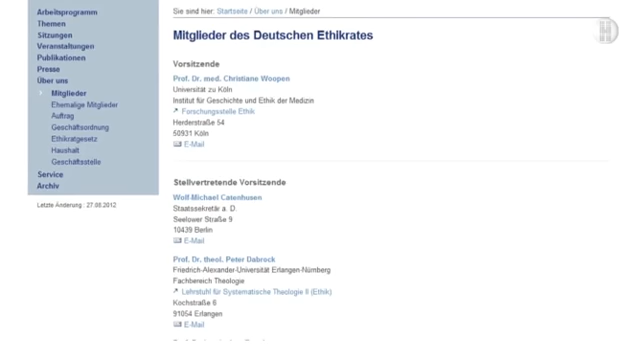 Arbeitsprogramm
Themen
Sitzungen
Veranstaltungen
Publikationen
Presse
Über uns
Mitglieder
Ehemalige Mitglieder
Auftrag
Geschäftsordnung
Ethikratgesetz
Haushalt
Geschäftsstelle
Service
Archiv
Letzte Änderung : 27.08.2012
Sie sind hier: Startseite / Über uns / Mitglieder
Mitglieder des Deutschen Ethikrates
Vorsitzende
Prof. Dr. med. Christiane Woopen
Universität zu Köln
Institut für Geschichte und Ethik der Medizin
Forschungsstelle Ethik
Herderstraße 54
50931 Köln
E-Mail
Stellvertretende Vorsitzende
Wolf-Michael Catenhusen
Staatssekretär a. D.
Seelower Straße 9
10439 Berlin
E-Mail
Prof. Dr. theol. Peter Dabrock
Friedrich-Alexander-Universität Erlangen-Nürnberg
Fachbereich Theologie
Lehrstuhl für Systematische Theologie II (Ethik)
Kochstraße 6
91054 Erlangen
E-Mail